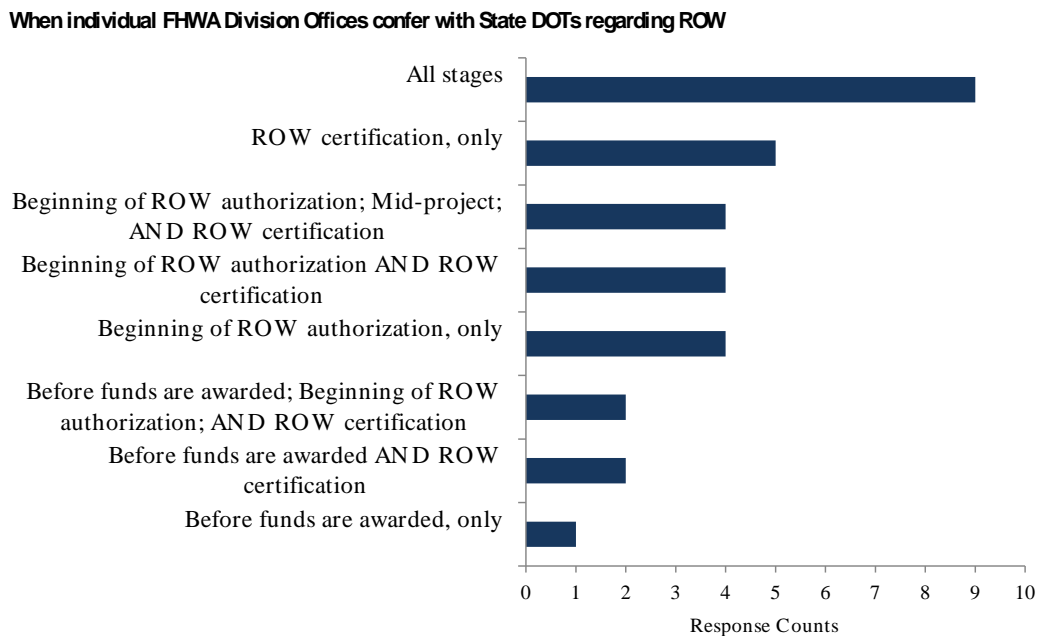 When individual FHWA Division Offices confer with State DOTs regarding ROW
All stages
ROW certification, only
Beginning of ROW authorization; Mid-project;
AND ROW certification
Beginning of ROW authorization AND ROW
certification
Beginning of ROW authorization, only
Before funds are awarded; Beginning of ROW
authorization; AND ROW certification
Before funds are awarded AND ROW
certification
Before funds are awarded, only
0 1 2 3 4 5 6 7 8 9 10
Response Counts